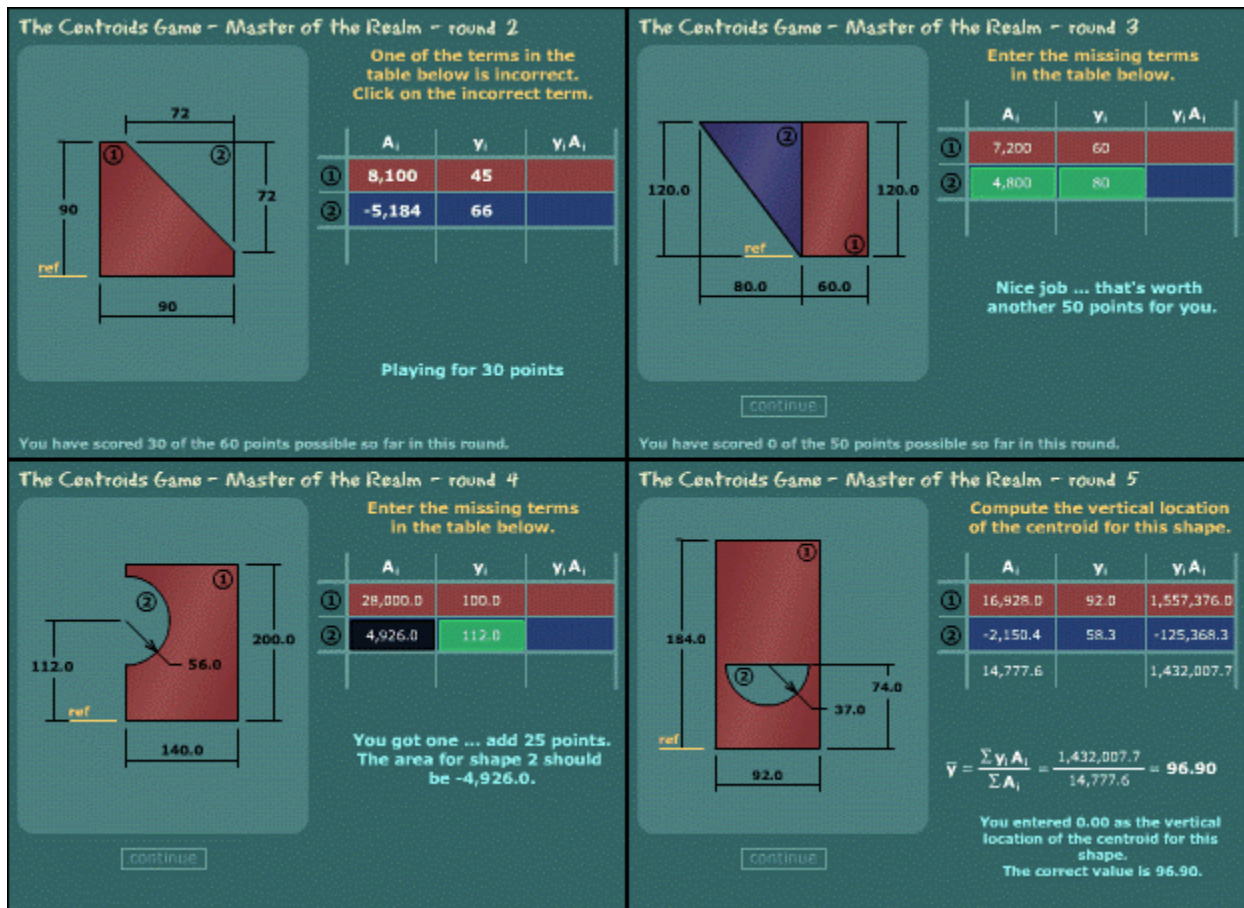 The Centroids Game - Master of the Realm - round 2
One of the terms in the
table below is incorrect.
Click on the incorrect term.
72
90
72
ref
90
① ②
Aᵢ yᵢ yᵢAᵢ
① 8,100 45
② -5,184 66
Playing for 30 points
You have scored 30 of the 60 points possible so far in this round.
The Centroids Game - Master of the Realm - round 3
Enter the missing terms
in the table below.
120.0
②
120.0
ref
①
80.0 60.0
Aᵢ yᵢ yᵢAᵢ
① 7,200 60
② 4,800 80
Nice job ... that's worth
another 50 points for you.
continue
You have scored 0 of the 50 points possible so far in this round.
The Centroids Game - Master of the Realm - round 4
Enter the missing terms
in the table below.
①
②
200.0
112.0
56.0
ref
140.0
Aᵢ yᵢ yᵢAᵢ
① 28,000.0 100.0
② 4,926.0 112.0
You got one ... add 25 points.
The area for shape 2 should
be -4,926.0.
continue
The Centroids Game - Master of the Realm - round 5
Compute the vertical location
of the centroid for this shape.
①
184.0
②
74.0
37.0
ref
92.0
Aᵢ yᵢ yᵢAᵢ
① 16,928.0 92.0 1,557,376.0
② -2,150.4 58.3 -125,368.3
14,777.6 1,432,007.7
ȳ = Σ yᵢAᵢ / Σ Aᵢ = 1,432,007.7 / 14,777.6 = 96.90
You entered 0.00 as the vertical
location of the centroid for this
shape.
The correct value is 96.90.
continue